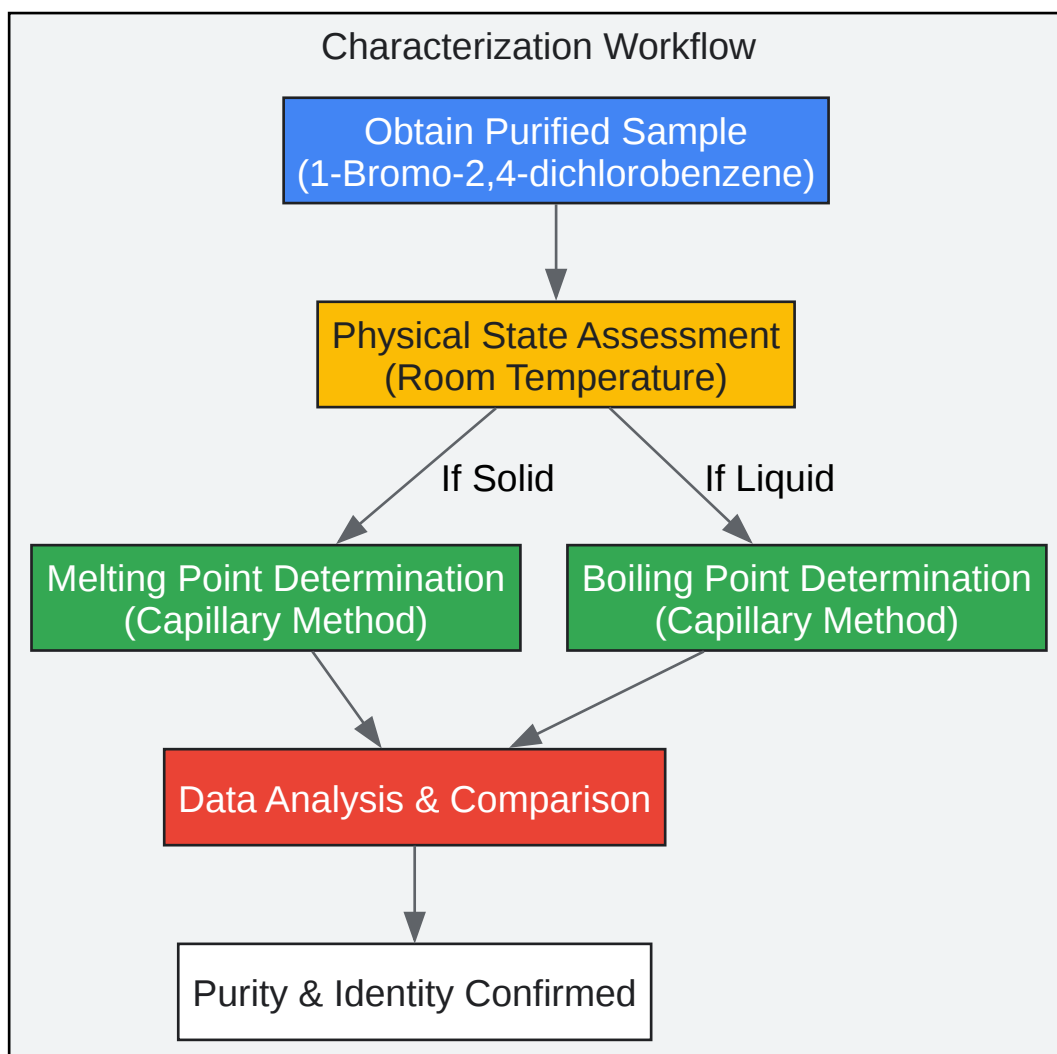 Characterization Workflow
Obtain Purified Sample
(1-Bromo-2,4-dichlorobenzene)
Physical State Assessment
(Room Temperature)
If Solid
If Liquid
Melting Point Determination
(Capillary Method)
Boiling Point Determination
(Capillary Method)
Data Analysis & Comparison
Purity & Identity Confirmed